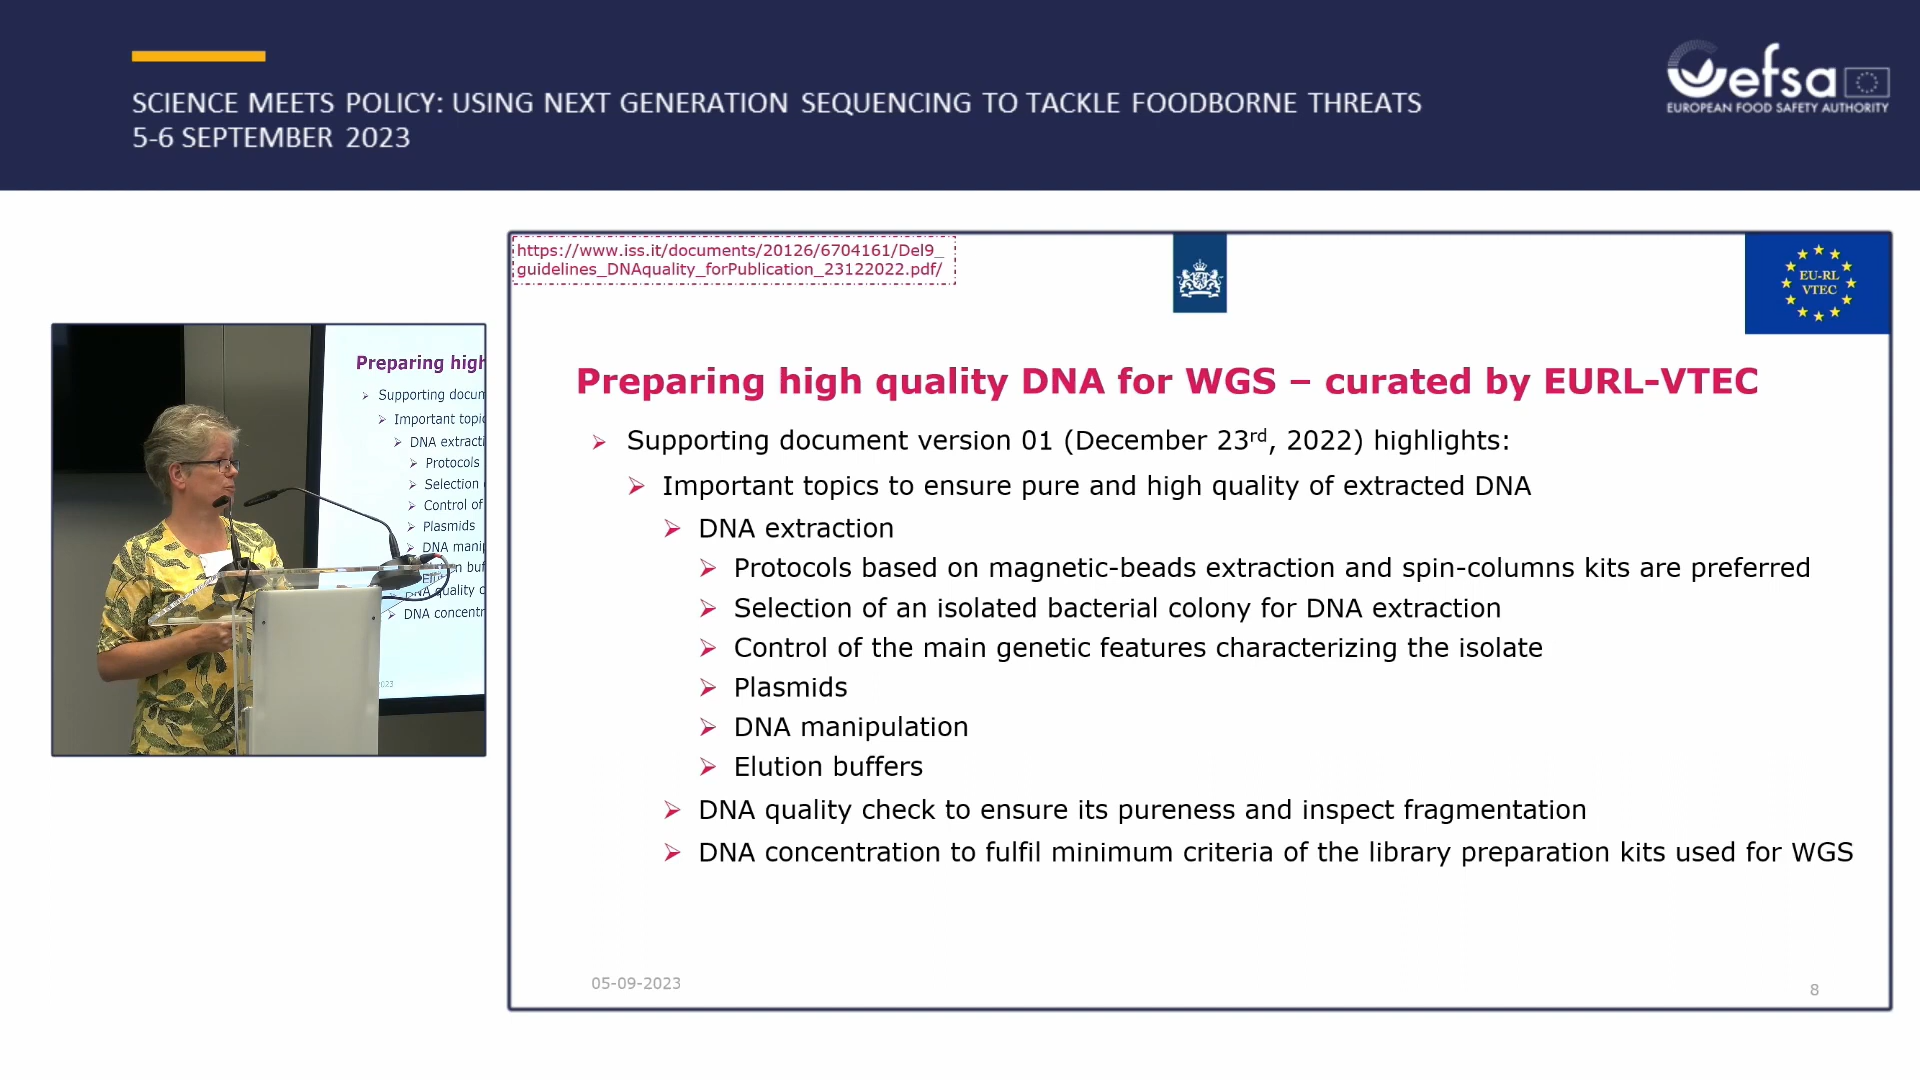 SCIENCE MEETS POLICY: USING NEXT GENERATION SEQUENCING TO TACKLE FOODBORNE THREATS
5-6 SEPTEMBER 2023
efsa
EUROPEAN FOOD SAFETY AUTHORITY
https://www.iss.it/documents/20126/6704161/Del9_
guidelines_DNAquality_forPublication_23122022.pdf/
EU-RL
VTEC
Preparing high quality DNA for WGS – curated by EURL-VTEC
Supporting document version 01 (December 23rd, 2022) highlights:
Important topics to ensure pure and high quality of extracted DNA
DNA extraction
Protocols based on magnetic-beads extraction and spin-columns kits are preferred
Selection of an isolated bacterial colony for DNA extraction
Control of the main genetic features characterizing the isolate
Plasmids
DNA manipulation
Elution buffers
DNA quality check to ensure its pureness and inspect fragmentation
DNA concentration to fulfil minimum criteria of the library preparation kits used for WGS
05-09-2023
8
Preparing high
Supporting docum
Important topic
DNA extracti
Protocols
Selection
Control of
Plasmids
DNA manip
n buf
DNA quality c
DNA concentr
2023